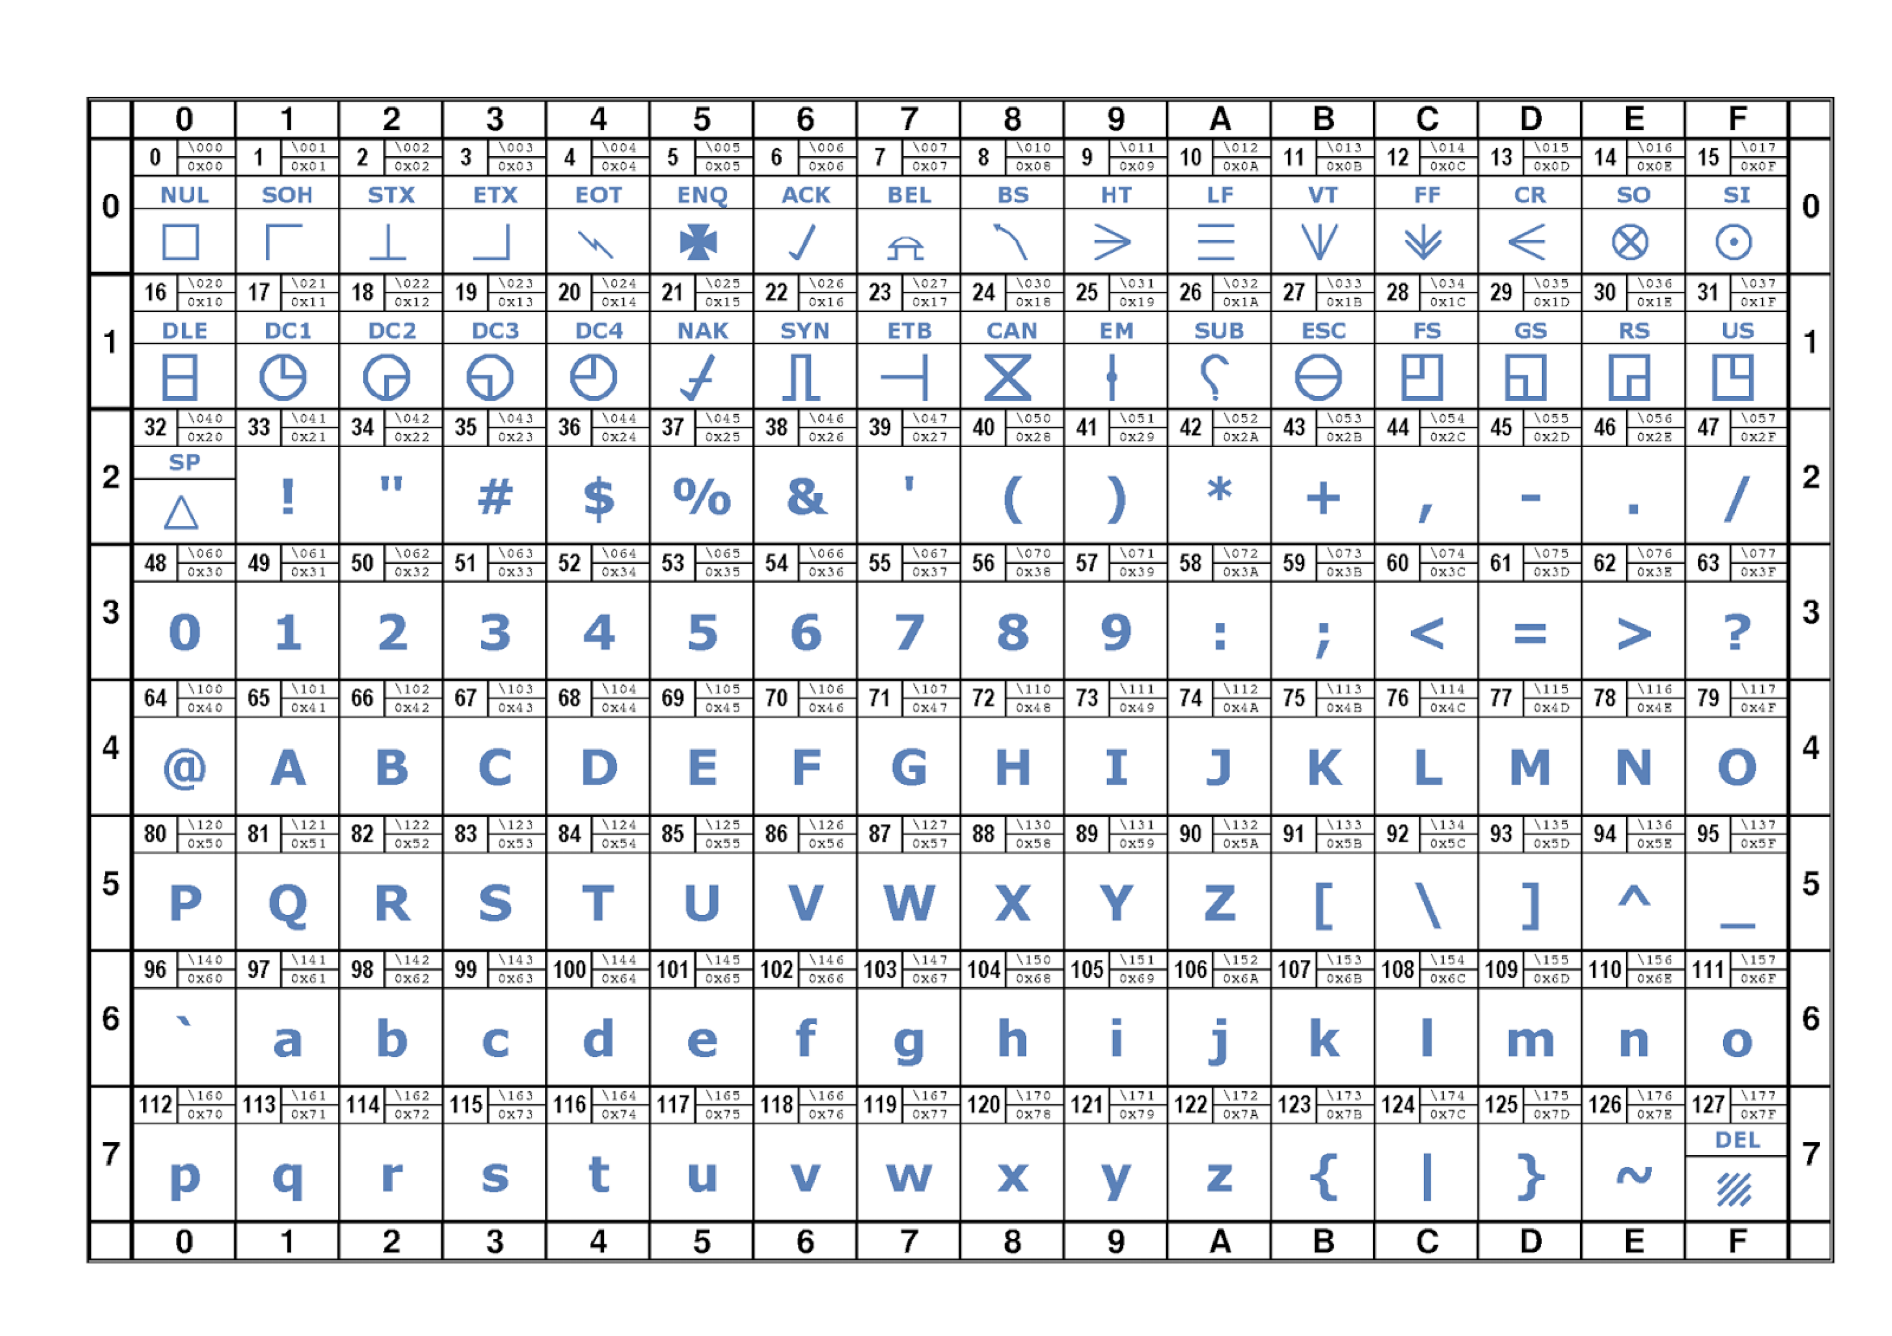 0 1 2 3 4 5 6 7 8 9 A B C D E F
0 \000 1 \001 2 \002 3 \003 4 \004 5 \005 6 \006 7 \007 8 \010 9 \011 10 \012 11 \013 12 \014 13 \015 14 \016 15 \017
0x00 0x01 0x02 0x03 0x04 0x05 0x06 0x07 0x08 0x09 0x0A 0x0B 0x0C 0x0D 0x0E 0x0F
0 NUL SOH STX ETX EOT ENQ ACK BEL BS HT LF VT FF CR SO SI 0
16 \020 17 \021 18 \022 19 \023 20 \024 21 \025 22 \026 23 \027 24 \030 25 \031 26 \032 27 \033 28 \034 29 \035 30 \036 31 \037
0x10 0x11 0x12 0x13 0x14 0x15 0x16 0x17 0x18 0x19 0x1A 0x1B 0x1C 0x1D 0x1E 0x1F
1 DLE DC1 DC2 DC3 DC4 NAK SYN ETB CAN EM SUB ESC FS GS RS US 1
32 \040 33 \041 34 \042 35 \043 36 \044 37 \045 38 \046 39 \047 40 \050 41 \051 42 \052 43 \053 44 \054 45 \055 46 \056 47 \057
0x20 0x21 0x22 0x23 0x24 0x25 0x26 0x27 0x28 0x29 0x2A 0x2B 0x2C 0x2D 0x2E 0x2F
2 SP ! " # $ % & ' ( ) * + , - . / 2
48 \060 49 \061 50 \062 51 \063 52 \064 53 \065 54 \066 55 \067 56 \070 57 \071 58 \072 59 \073 60 \074 61 \075 62 \076 63 \077
0x30 0x31 0x32 0x33 0x34 0x35 0x36 0x37 0x38 0x39 0x3A 0x3B 0x3C 0x3D 0x3E 0x3F
3 0 1 2 3 4 5 6 7 8 9 : ; < = > ? 3
64 \100 65 \101 66 \102 67 \103 68 \104 69 \105 70 \106 71 \107 72 \110 73 \111 74 \112 75 \113 76 \114 77 \115 78 \116 79 \117
0x40 0x41 0x42 0x43 0x44 0x45 0x46 0x47 0x48 0x49 0x4A 0x4B 0x4C 0x4D 0x4E 0x4F
4 @ A B C D E F G H I J K L M N O 4
80 \120 81 \121 82 \122 83 \123 84 \124 85 \125 86 \126 87 \127 88 \130 89 \131 90 \132 91 \133 92 \134 93 \135 94 \136 95 \137
0x50 0x51 0x52 0x53 0x54 0x55 0x56 0x57 0x58 0x59 0x5A 0x5B 0x5C 0x5D 0x5E 0x5F
5 P Q R S T U V W X Y Z [ \ ] ^ _ 5
96 \140 97 \141 98 \142 99 \143 100 \144 101 \145 102 \146 103 \147 104 \150 105 \151 106 \152 107 \153 108 \154 109 \155 110 \156 111 \157
0x60 0x61 0x62 0x63 0x64 0x65 0x66 0x67 0x68 0x69 0x6A 0x6B 0x6C 0x6D 0x6E 0x6F
6 ` a b c d e f g h i j k l m n o 6
112 \160 113 \161 114 \162 115 \163 116 \164 117 \165 118 \166 119 \167 120 \170 121 \171 122 \172 123 \173 124 \174 125 \175 126 \176 127 \177
0x70 0x71 0x72 0x73 0x74 0x75 0x76 0x77 0x78 0x79 0x7A 0x7B 0x7C 0x7D 0x7E 0x7F
7 p q r s t u v w x y z { | } ~ DEL 7
0 1 2 3 4 5 6 7 8 9 A B C D E F